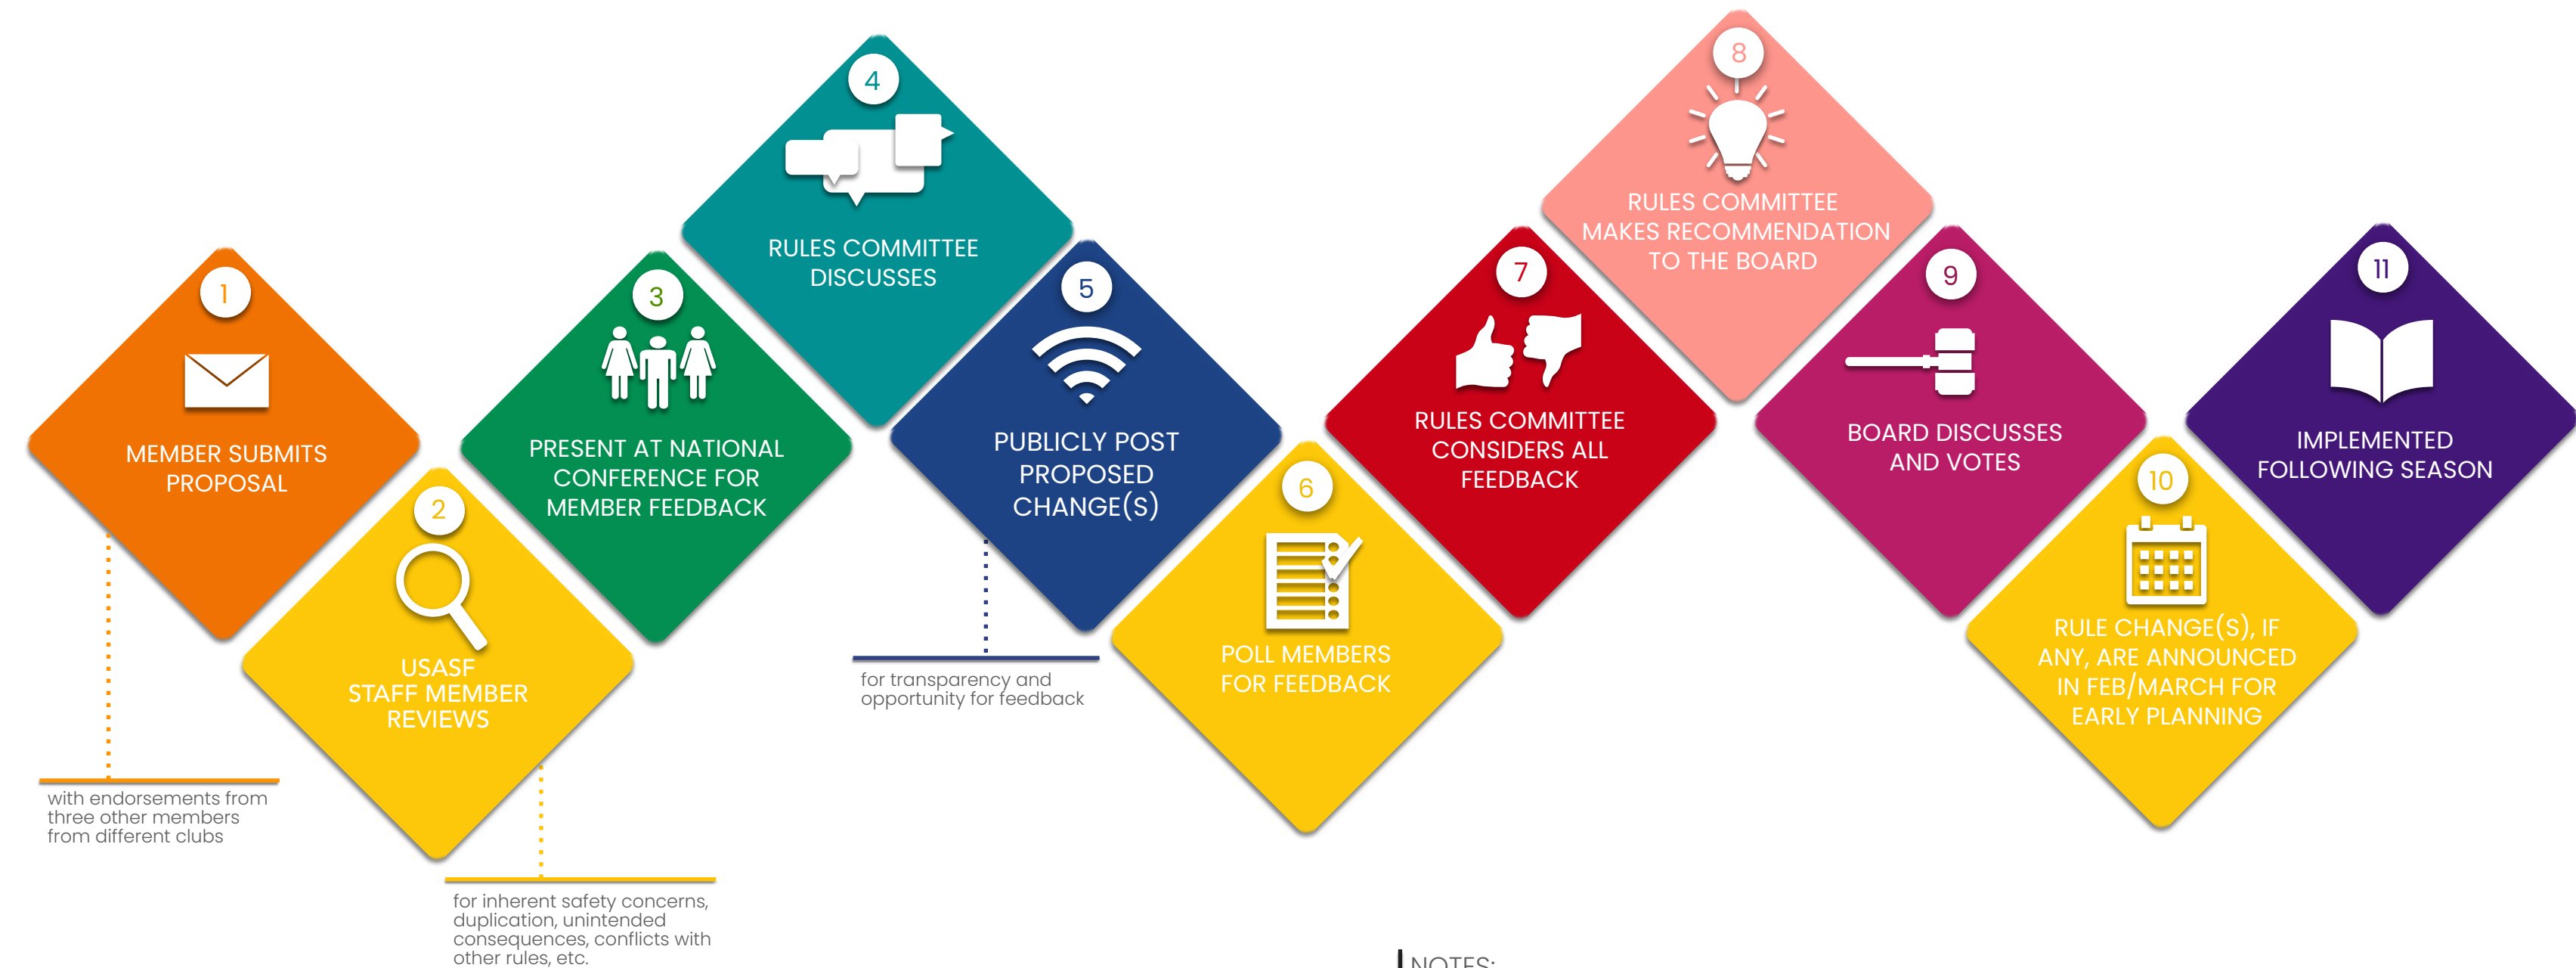 1
MEMBER SUBMITS
PROPOSAL
with endorsements from
three other members
from different clubs
2
USASF
STAFF MEMBER
REVIEWS
for inherent safety concerns,
duplication, unintended
consequences, conflicts with
other rules, etc.
3
PRESENT AT NATIONAL
CONFERENCE FOR
MEMBER FEEDBACK
4
RULES COMMITTEE
DISCUSSES
5
PUBLICLY POST
PROPOSED
CHANGE(S)
for transparency and
opportunity for feedback
6
POLL MEMBERS
FOR FEEDBACK
7
RULES COMMITTEE
CONSIDERS ALL
FEEDBACK
8
RULES COMMITTEE
MAKES RECOMMENDATION
TO THE BOARD
9
BOARD DISCUSSES
AND VOTES
10
RULE CHANGE(S), IF
ANY, ARE ANNOUNCED
IN FEB/MARCH FOR
EARLY PLANNING
11
IMPLEMENTED
FOLLOWING SEASON
NOTES: